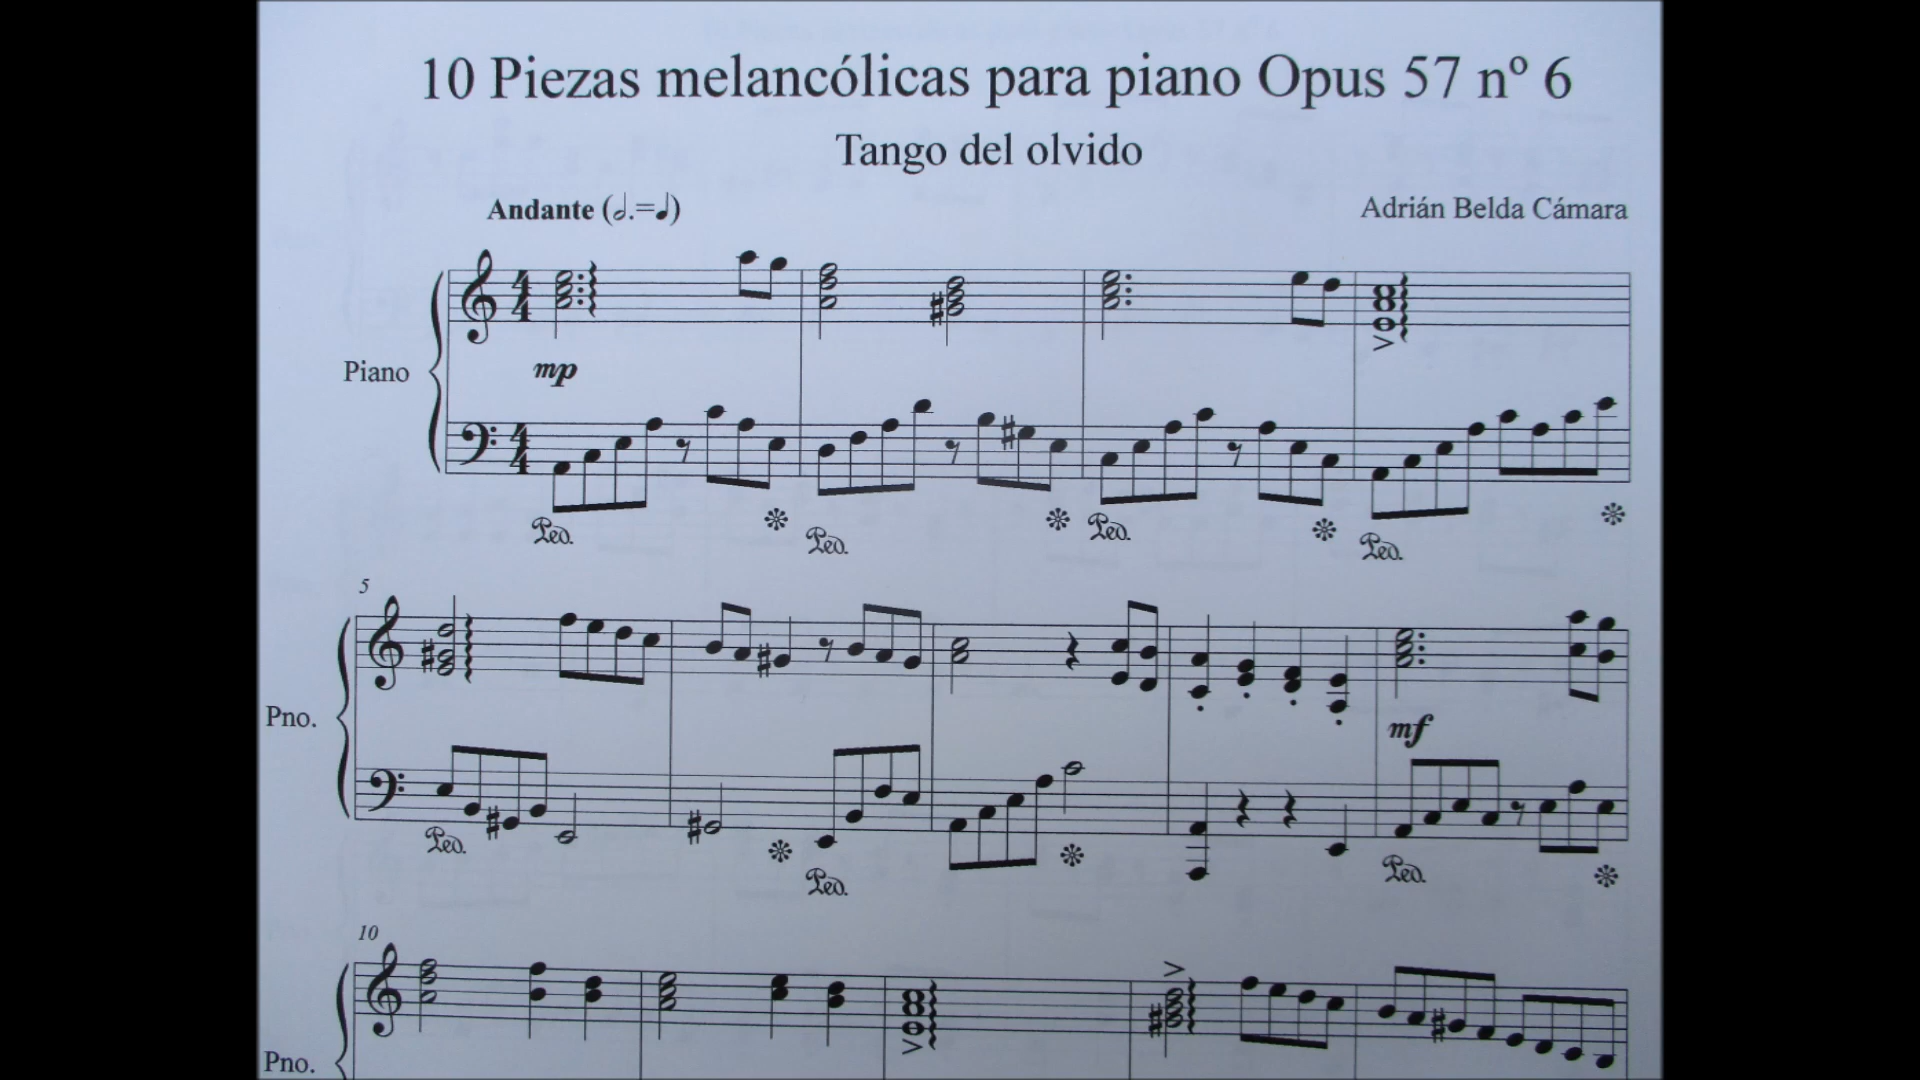 10 Piezas melancólicas para piano Opus 57 nº 6
Tango del olvido
Andante (𝅗𝅥.=♩)
Adrián Belda Cámara
Piano
mp
Ped. * Ped. * Ped. * Ped. *
5
Pno.
mf
Ped. * Ped. * Ped. *
10
Pno.